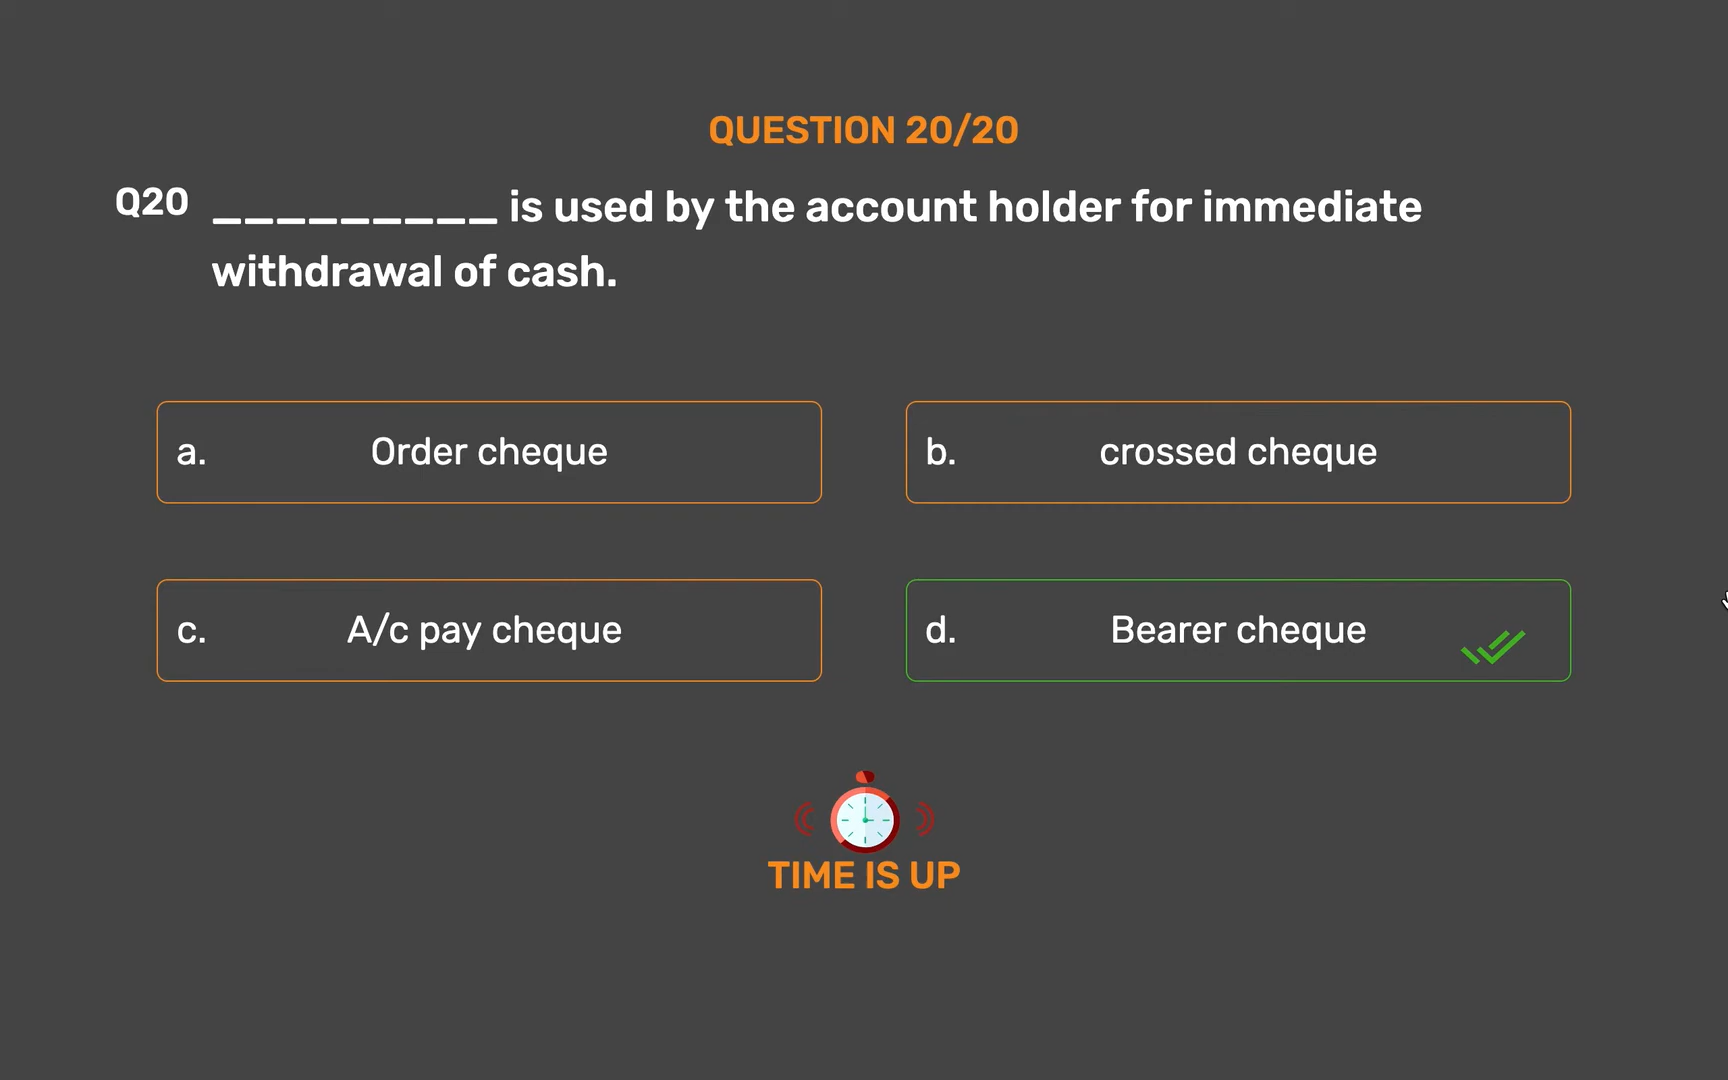 QUESTION 20/20
Q20 _________ is used by the account holder for immediate
withdrawal of cash.
a. Order cheque
b. crossed cheque
c. A/c pay cheque
d. Bearer cheque
TIME IS UP